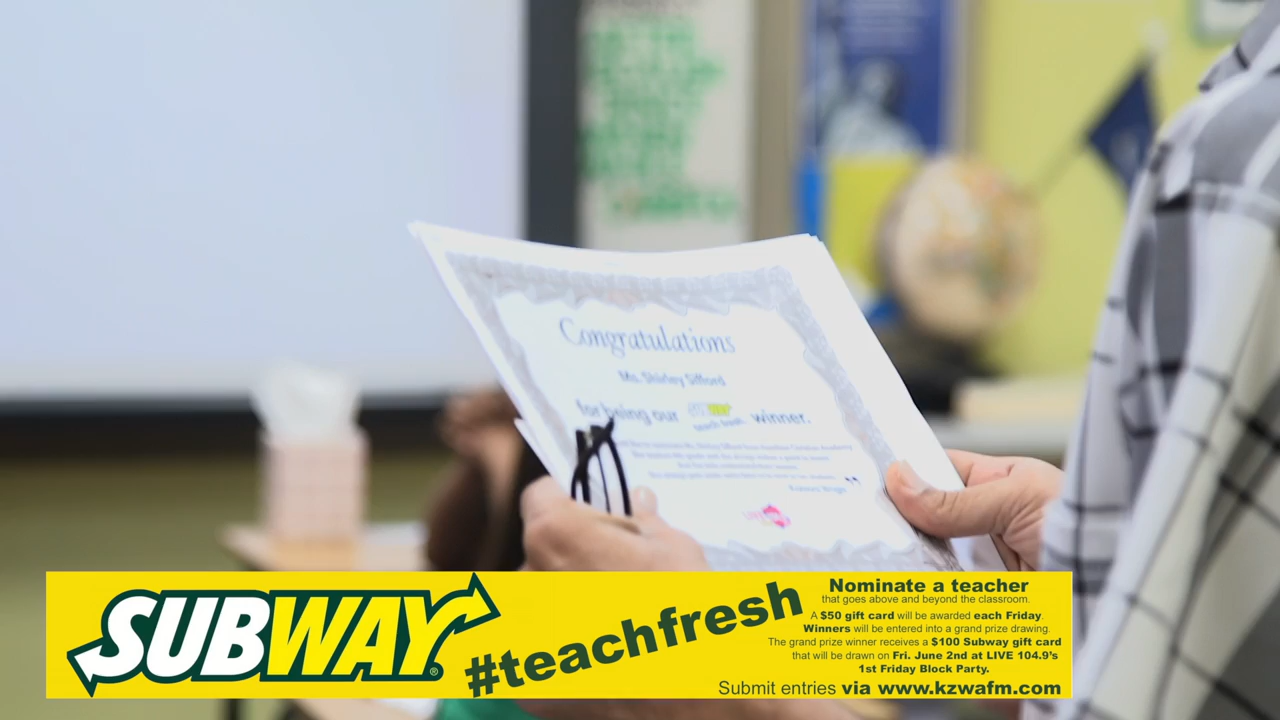 Congratulations
Ms. Shirley Sifford
for being our SUBWAY teach fresh winner.
SUBWAY®
#teachfresh
Nominate a teacher
that goes above and beyond the classroom.
A $50 gift card will be awarded each Friday.
Winners will be entered into a grand prize drawing.
The grand prize winner receives a $100 Subway gift card
that will be drawn on Fri. June 2nd at LIVE 104.9's
1st Friday Block Party.
Submit entries via www.kzwafm.com